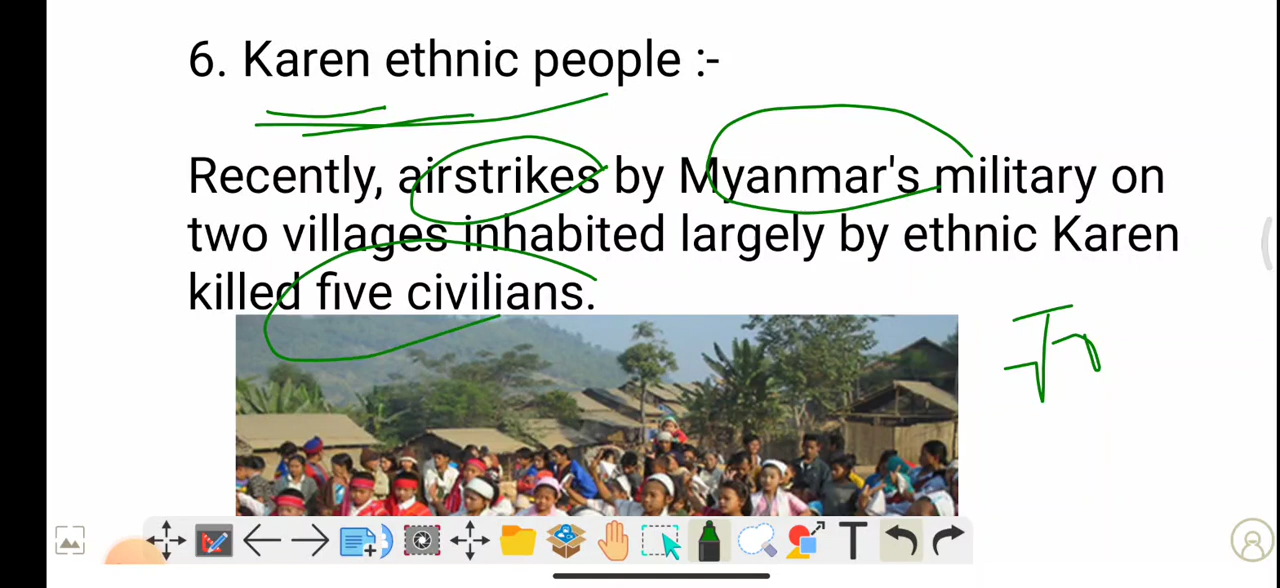 6. Karen ethnic people :-
Recently, airstrikes by Myanmar's military on
two villages inhabited largely by ethnic Karen
killed five civilians.
T